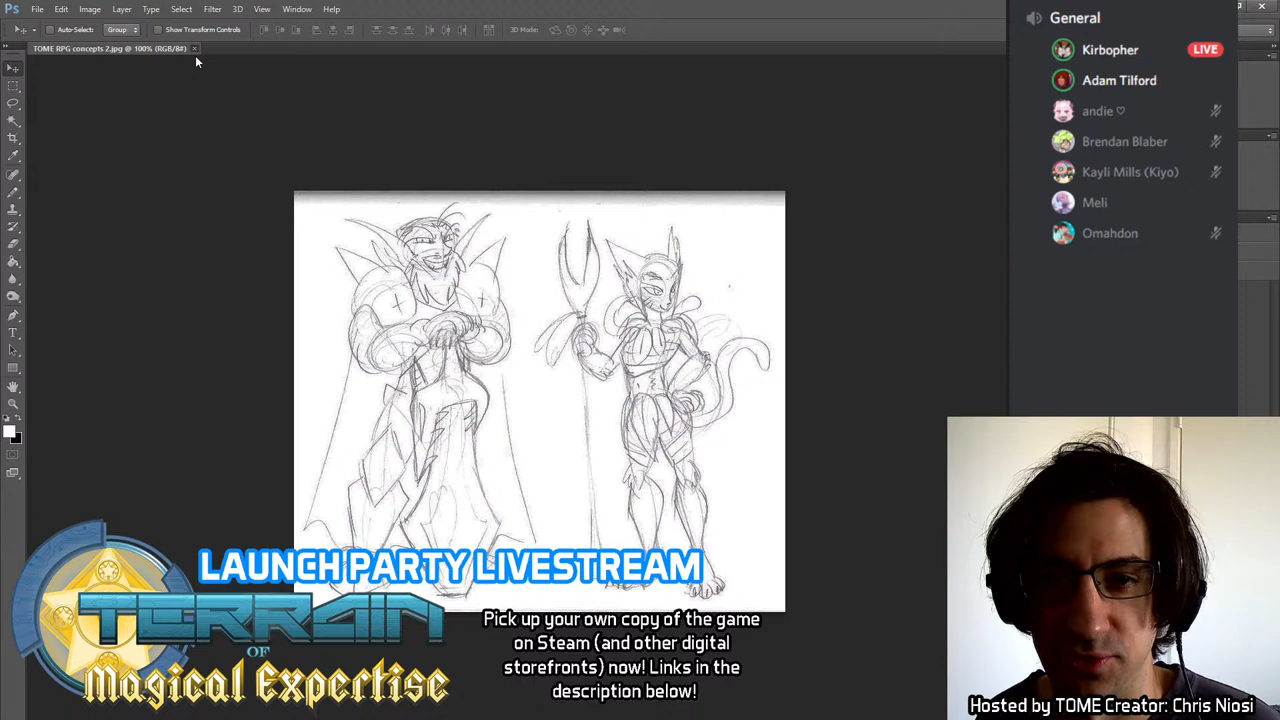 Ps File Edit Image Layer Type Select Filter 3D View Window Help
Auto-Select: Group Show Transform Controls 3D Mode:
TOME RPG concepts 2.jpg @ 100% (RGB/8#) ×
General
Kirbopher LIVE
Adam Tilford
andie ♡
Brendan Blaber
Kayli Mills (Kiyo)
Meli
Omahdon
LAUNCH PARTY LIVESTREAM
TERRAIN
OF
Magical Expertise
Pick up your own copy of the game
on Steam (and other digital
storefronts) now! Links in the
description below!
Hosted by TOME Creator: Chris Niosi